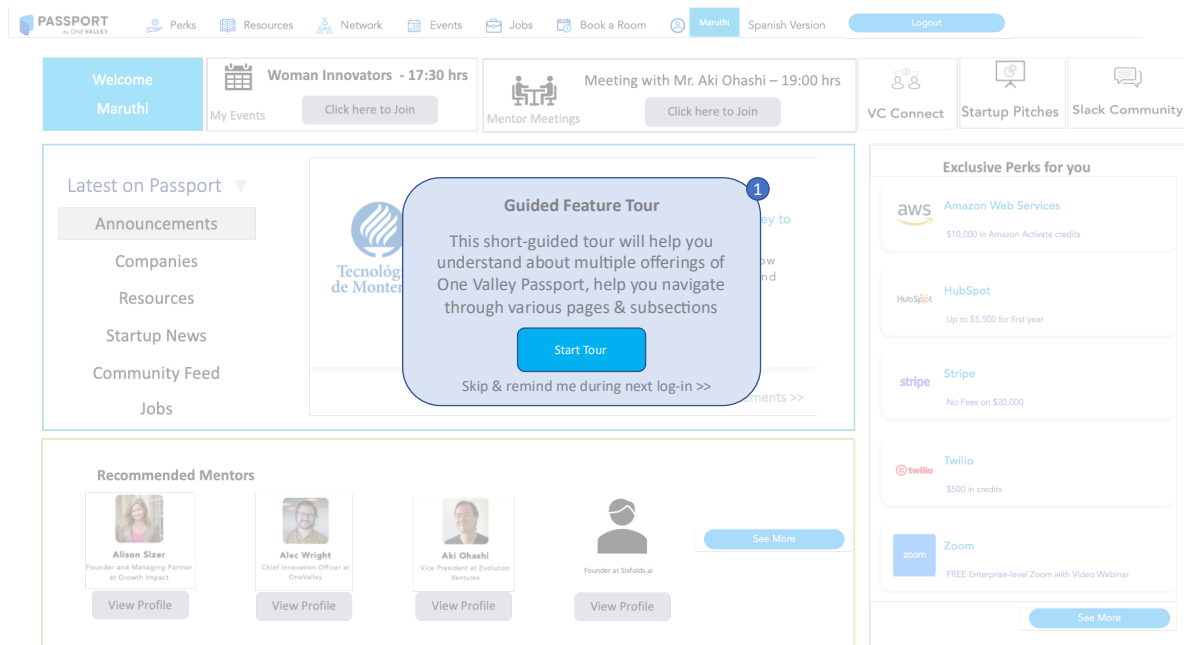 PASSPORT
by ONEVALLEY
Perks
Resources
Network
Events
Jobs
Book a Room
Maruthi
Spanish Version
Logout
Welcome
Maruthi
Woman Innovators - 17:30 hrs
My Events
Click here to Join
Meeting with Mr. Aki Ohashi – 19:00 hrs
Mentor Meetings
Click here to Join
VC Connect
Startup Pitches
Slack Community
Latest on Passport
Announcements
Companies
Resources
Startup News
Community Feed
Jobs
Tecnológ
de Monter
ey to
ow
nd
ements >>
1
Guided Feature Tour
This short-guided tour will help you
understand about multiple offerings of
One Valley Passport, help you navigate
through various pages & subsections
Start Tour
Skip & remind me during next log-in >>
Exclusive Perks for you
aws
Amazon Web Services
$10,000 in Amazon Activate credits
HubSpot
HubSpot
Up to $5,500 for first year
stripe
Stripe
No Fees on $20,000
twilio
Twilio
$500 in credits
zoom
Zoom
FREE Enterprise-level Zoom with Video Webinar
See More
Recommended Mentors
Alison Sizer
Founder and Managing Partner
at Growth Impact
View Profile
Alec Wright
Chief Innovation Officer at
OneValley
View Profile
Aki Ohashi
Vice President at Evolution
Ventures
View Profile
Founder at Sixfolds.ai
View Profile
See More